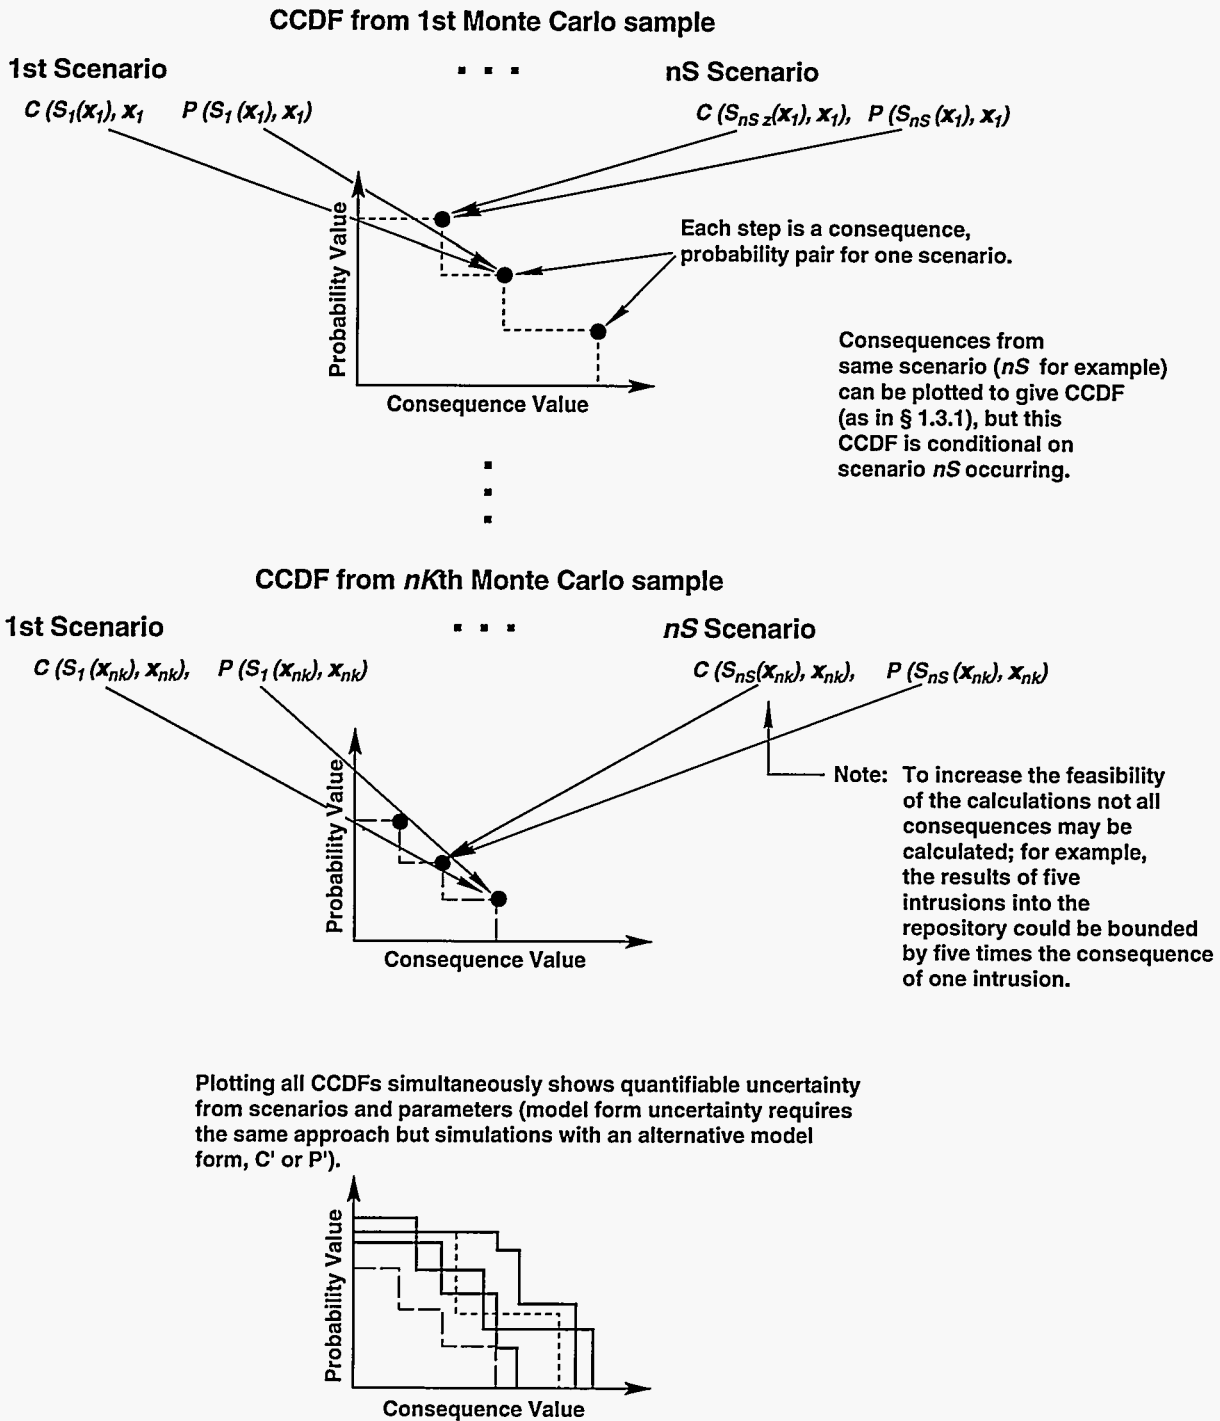 CCDF from 1st Monte Carlo sample
1st Scenario
nS Scenario
C (S1(x1), x1 P (S1 (x1), x1)
C (SnS z(x1), x1), P (SnS (x1), x1)
Probability Value
Each step is a consequence,
probability pair for one scenario.
Consequence Value
Consequences from
same scenario (nS for example)
can be plotted to give CCDF
(as in § 1.3.1), but this
CCDF is conditional on
scenario nS occurring.
CCDF from nKth Monte Carlo sample
1st Scenario
nS Scenario
C (S1 (xnk), xnk), P (S1 (xnk), xnk)
C (SnS(xnk), xnk), P (SnS (xnk), xnk)
Probability Value
Consequence Value
Note: To increase the feasibility
of the calculations not all
consequences may be
calculated; for example,
the results of five
intrusions into the
repository could be bounded
by five times the consequence
of one intrusion.
Plotting all CCDFs simultaneously shows quantifiable uncertainty
from scenarios and parameters (model form uncertainty requires
the same approach but simulations with an alternative model
form, C' or P').
Probability Value
Consequence Value